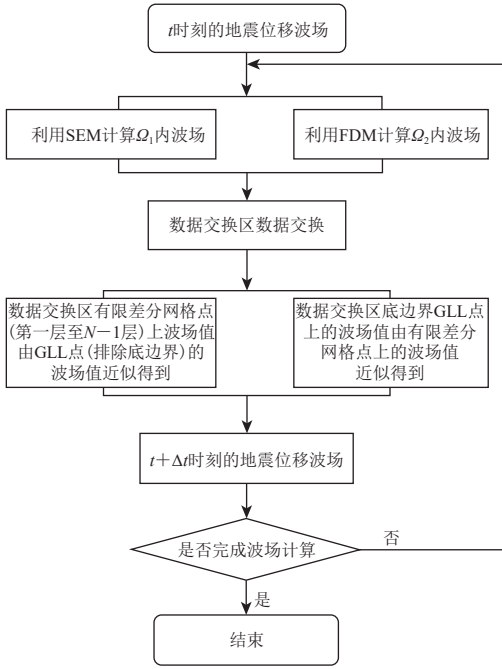 t时刻的地震位移波场
利用SEM计算Ω₁内波场
利用FDM计算Ω₂内波场
数据交换区数据交换
数据交换区有限差分网格点
(第一层至N−1层)上波场值
由GLL点(排除底边界)的
波场值近似得到
数据交换区底边界GLL点
上的波场值由有限差分
网格点上的波场值
近似得到
t+Δt时刻的地震位移波场
是否完成波场计算
否
是
结束